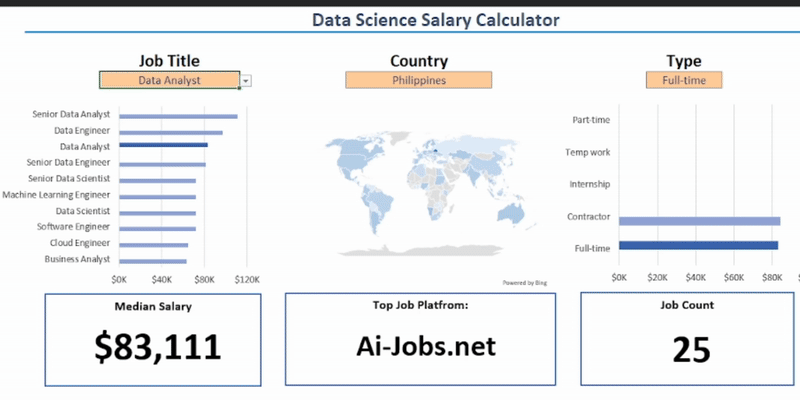 Data Science Salary Calculator
Job Title
Data Analyst
Country
Philippines
Type
Full-time
Senior Data Analyst
Data Engineer
Data Analyst
Senior Data Engineer
Senior Data Scientist
Machine Learning Engineer
Data Scientist
Software Engineer
Cloud Engineer
Business Analyst
$0K $40K $80K $120K
Powered by Bing
Part-time
Temp work
Internship
Contractor
Full-time
$0K $20K $40K $60K $80K
Median Salary
$83,111
Top Job Platfrom:
Ai-Jobs.net
Job Count
25